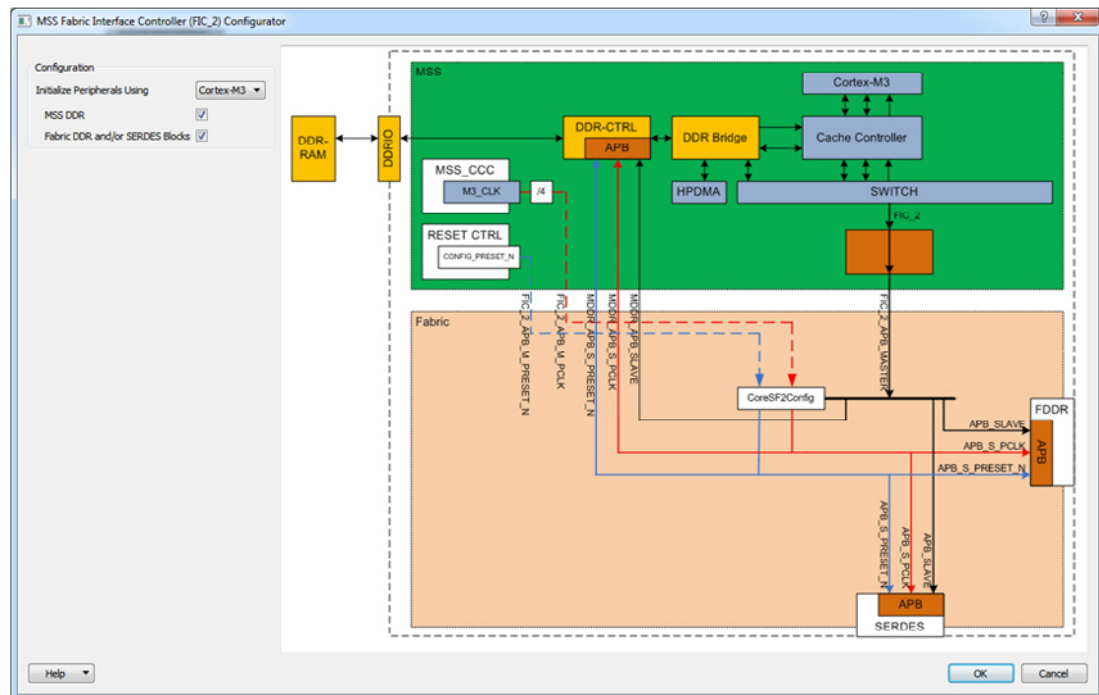 MSS Fabric Interface Controller (FIC_2) Configurator
Configuration
Initialize Peripherals Using
Cortex-M3
MSS DDR
Fabric DDR and/or SERDES Blocks
MSS
Cortex-M3
DDR-
RAM
DDRIO
DDR-CTRL
APB
DDR Bridge
Cache Controller
MSS_CCC
M3_CLK
/4
HPDMA
SWITCH
FIC_2
RESET CTRL
CONFIG_PRESET_N
FIC_2_APB_M_PRESET_N
FIC_2_APB_M_PCLK
MDDR_APB_S_PRESET_N
MDDR_APB_S_PCLK
MDDR_APB_SLAVE
FIC_2_APB_MASTER
Fabric
CoreSF2Config
FDDR
APB
APB_SLAVE
APB_S_PCLK
APB_S_PRESET_N
APB_S_PRESET_N
APB_S_PCLK
APB_SLAVE
APB
SERDES
Help
OK
Cancel